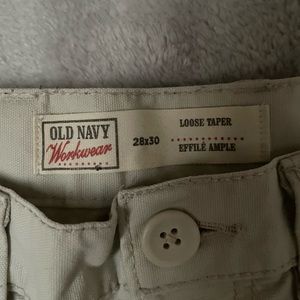 OLD NAVY
Workwear
28x30
LOOSE TAPER
EFFILÉ AMPLE